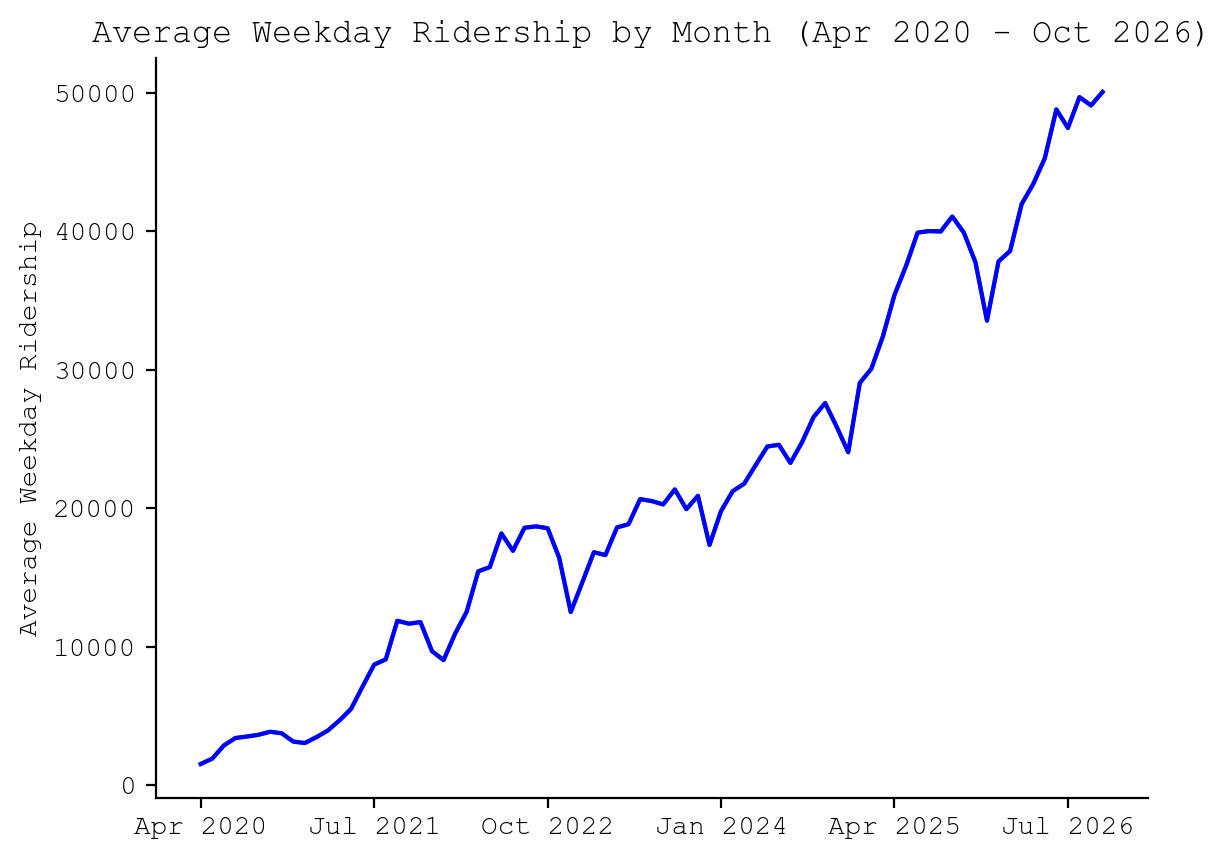 Average Weekday Ridership by Month (Apr 2020 - Oct 2026)
Average Weekday Ridership
50000
40000
30000
20000
10000
0
Apr 2020
Jul 2021
Oct 2022
Jan 2024
Apr 2025
Jul 2026